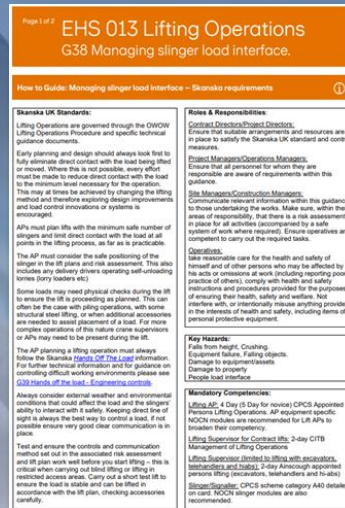 Page 1 of 2
EHS 013 Lifting Operations
G38 Managing slinger load interface.
How to Guide: Managing slinger load interface – Skanska requirements
Skanska UK Standards:
Lifting Operations are governed through the OWOW
Lifting Operations Procedure and specific technical
guidance documents.
Early planning and design should always look first to
fully eliminate direct contact with the load being lifted
or moved. Where this is not possible, every effort
must be made to reduce direct contact with the load
to the minimum level necessary for the operation.
This may at times be achieved by changing the lifting
method and therefore exploring design improvements
and load control innovations or systems is
encouraged.
APs must plan lifts with the minimum safe number of
slingers and limit direct contact with the load at all
points in the lifting process, as far as is practicable.
The AP must consider the safe positioning of the
slinger in the lift plans and risk assessment. This also
includes any delivery drivers operating self-unloading
lorries (lorry loaders etc)
Some loads may need physical checks during the lift
to ensure the lift is proceeding as planned. This can
often be the case with piling operations, with some
structural steel lifting, or when additional accessories
are needed to assist placement of a load. For more
complex operations of this nature crane supervisors
or APs may need to be present during the lift.
The AP planning a lifting operation must always
follow the Skanska Hands Off The Load information.
For further technical information and for guidance on
controlling difficult working environments please see
G39 Hands off the load - Engineering controls.
Always consider external weather and environmental
conditions that could affect the load and the slingers'
ability to interact with it safely. Keeping direct line of
sight is always the best way to control a load, if not
possible ensure very good clear communication is in
place.
Test and ensure the controls and communication
method set out in the associated risk assessment
and lift plan work well before you start lifting – this is
critical when carrying out blind lifting or lifting in
restricted access areas. Carry out a short test lift to
ensure the load is stable and can be lifted in
accordance with the lift plan, checking accessories
carefully.
Roles & Responsibilities:
Contract Directors/Project Directors:
Ensure that suitable arrangements and resources are
in place to satisfy the Skanska UK standard and contr
measures.
Project Managers/Operations Managers:
Ensure that all personnel for whom they are
responsible are aware of requirements within this
guidance.
Site Managers/Construction Managers:
Communicate relevant information within this guidanc
to those undertaking the works. Make sure, within the
areas of responsibility, that there is a risk assessment
in place for all activities (accompanied by a safe
system of work where required). Ensure operatives an
competent to carry out the required tasks.
Operatives:
take reasonable care for the health and safety of
himself and of other persons who may be affected by
his acts or omissions at work (including reporting poor
practice of others), comply with health and safety
instructions and procedures provided for the purposes
of ensuring their health, safety and welfare. Not
interfere with, or intentionally misuse anything provide
in the interests of health and safety, including items of
personal protective equipment.
Key Hazards:
Falls from height, Crushing.
Equipment failure, Falling objects.
Damage to equipment/assets
Damage to property
People load interface
Mandatory Competencies:
Lifting AP: 4 Day (5 Day for novice) CPCS Appointed
Persons Lifting Operations. AP equipment specific
NOCN modules are recommended for Lift APs to
broaden their competency.
Lifting Supervisor for Contract lifts: 2-day CITB
Management of Lifting Operations
Lifting Supervisor (limited to lifting with excavators,
telehandlers and hiabs): 2-day Ainscough appointed
persons lifting (excavators, telehandlers and hi-abs)
Slinger/Signaller: CPCS scheme category A40 detaile
on card. NOCN slinger modules are also
recommended.